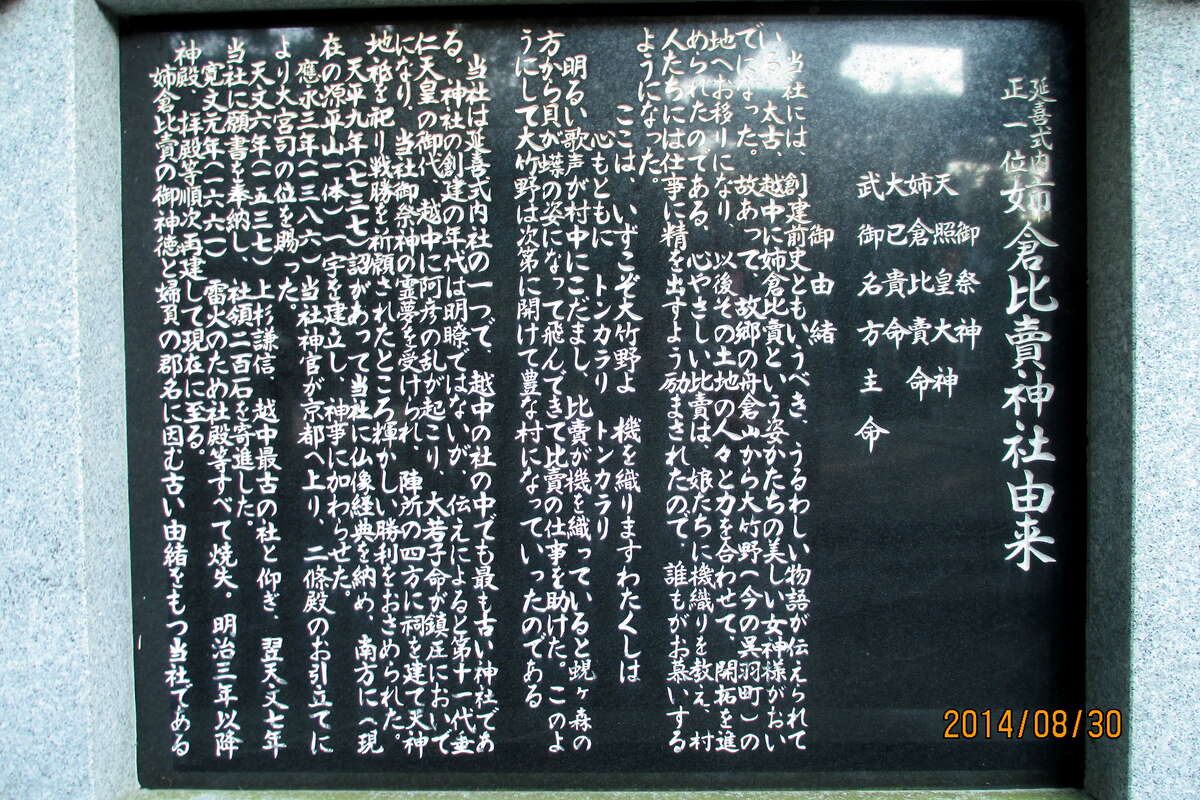 延喜式内
正一位
姉倉比賣神社由来
御祭神
天照皇大神
姉倉比賣命
大己貴命
武御名方主命
御由緒
当社には、創建前史ともいうべき、うるわしい物語が伝えられて
いる。太古、越中に姉倉比賣という姿かたちの美しい女神様がおい
でになった。故あって、故郷の舟倉山から大竹野(今の呉羽町)の
地へお移りになり、以後その土地の人々と力を合わせて、開拓を進
められたのである。心やさしい比賣は、娘たちに機織りを教え、村
人たちには仕事に精を出すよう励まされたので、誰もがお慕いする
ようになった。
ここは、いずこぞ大竹野よ 機を織りますわたくしは
心もともに トンカラリ トンカラリ
明るい歌声が村中にこだまし、比賣が機を織っていると蜆ヶ森の
方から貝が蝶の姿になって飛んできて比賣の仕事を助けた。このよ
うにして大竹野は次第に開けて豊な村になっていったのである
当社は延喜式内社の一つで、越中の社の中でも最も古い神社であ
る。神社の創建の年代は明瞭ではないが、伝えによると第十一代垂
仁天皇の御代、越中に阿彦の乱が起こり、大若子命が鎮圧において
になり、当社御祭神の霊夢を受けられ、陣所の四方に祠を建て天神
地祇を祀り戦勝を祈願されたところ輝かしい勝利をおさめられた。
天平九年(七三七)詔があって当社に仏像経典を納め、南方に(現
在の源平山一体)一宇を建立し、神事に加わらせた。
應永三年(一三八六)当社神官が京都へ上り、二條殿のお引立てに
より大宮司の位を賜った。
天文六年(一五三七)上杉謙信、越中最古の社と仰ぎ、翌天文七年
当社に願書を奉納し、社領二百石を寄進した。
寛文元年(一六六一)雷火のため社殿等すべて焼失。明治三年以降
神殿、拝殿等順次再建して現在に至る。
姉倉比賣の御神徳と婦負の郡名に因む古い由緒をもつ当社である
2014/08/30